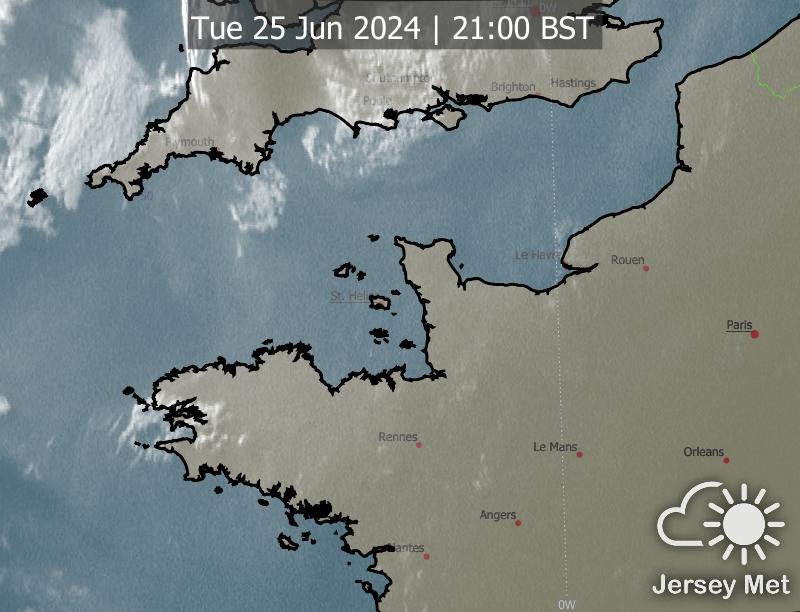 0W
Tue 25 Jun 2024 | 21:00 BST
Southampton
Brighton
Hastings
Poole
Plymouth
Le Havre
Rouen
St. Helier
Paris
Rennes
Le Mans
Orleans
Angers
Nantes
Jersey Met
0W